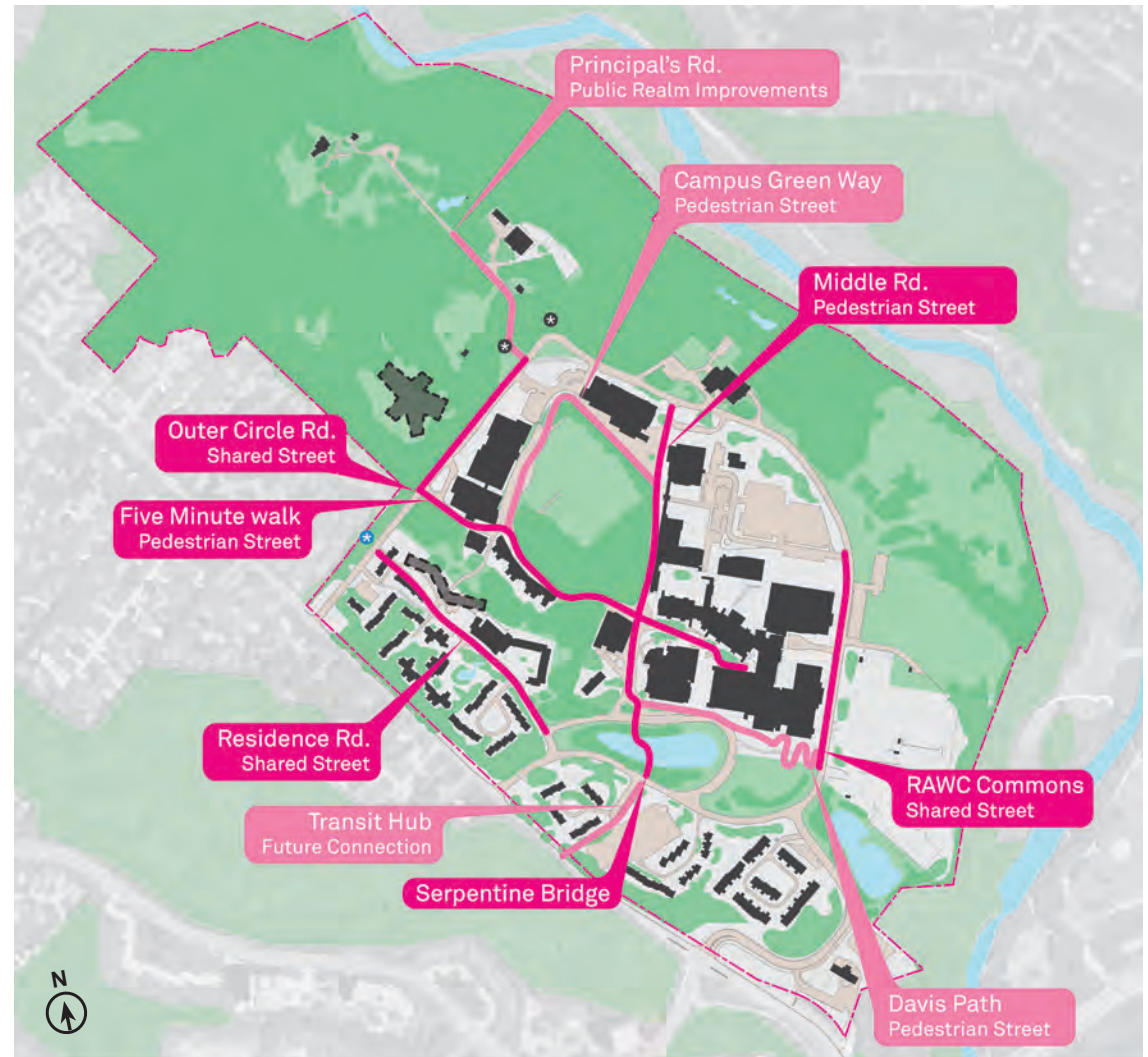 Principal's Rd.
Public Realm Improvements
Campus Green Way
Pedestrian Street
Middle Rd.
Pedestrian Street
Outer Circle Rd.
Shared Street
Five Minute walk
Pedestrian Street
Residence Rd.
Shared Street
RAWC Commons
Shared Street
Transit Hub
Future Connection
Serpentine Bridge
Davis Path
Pedestrian Street
N